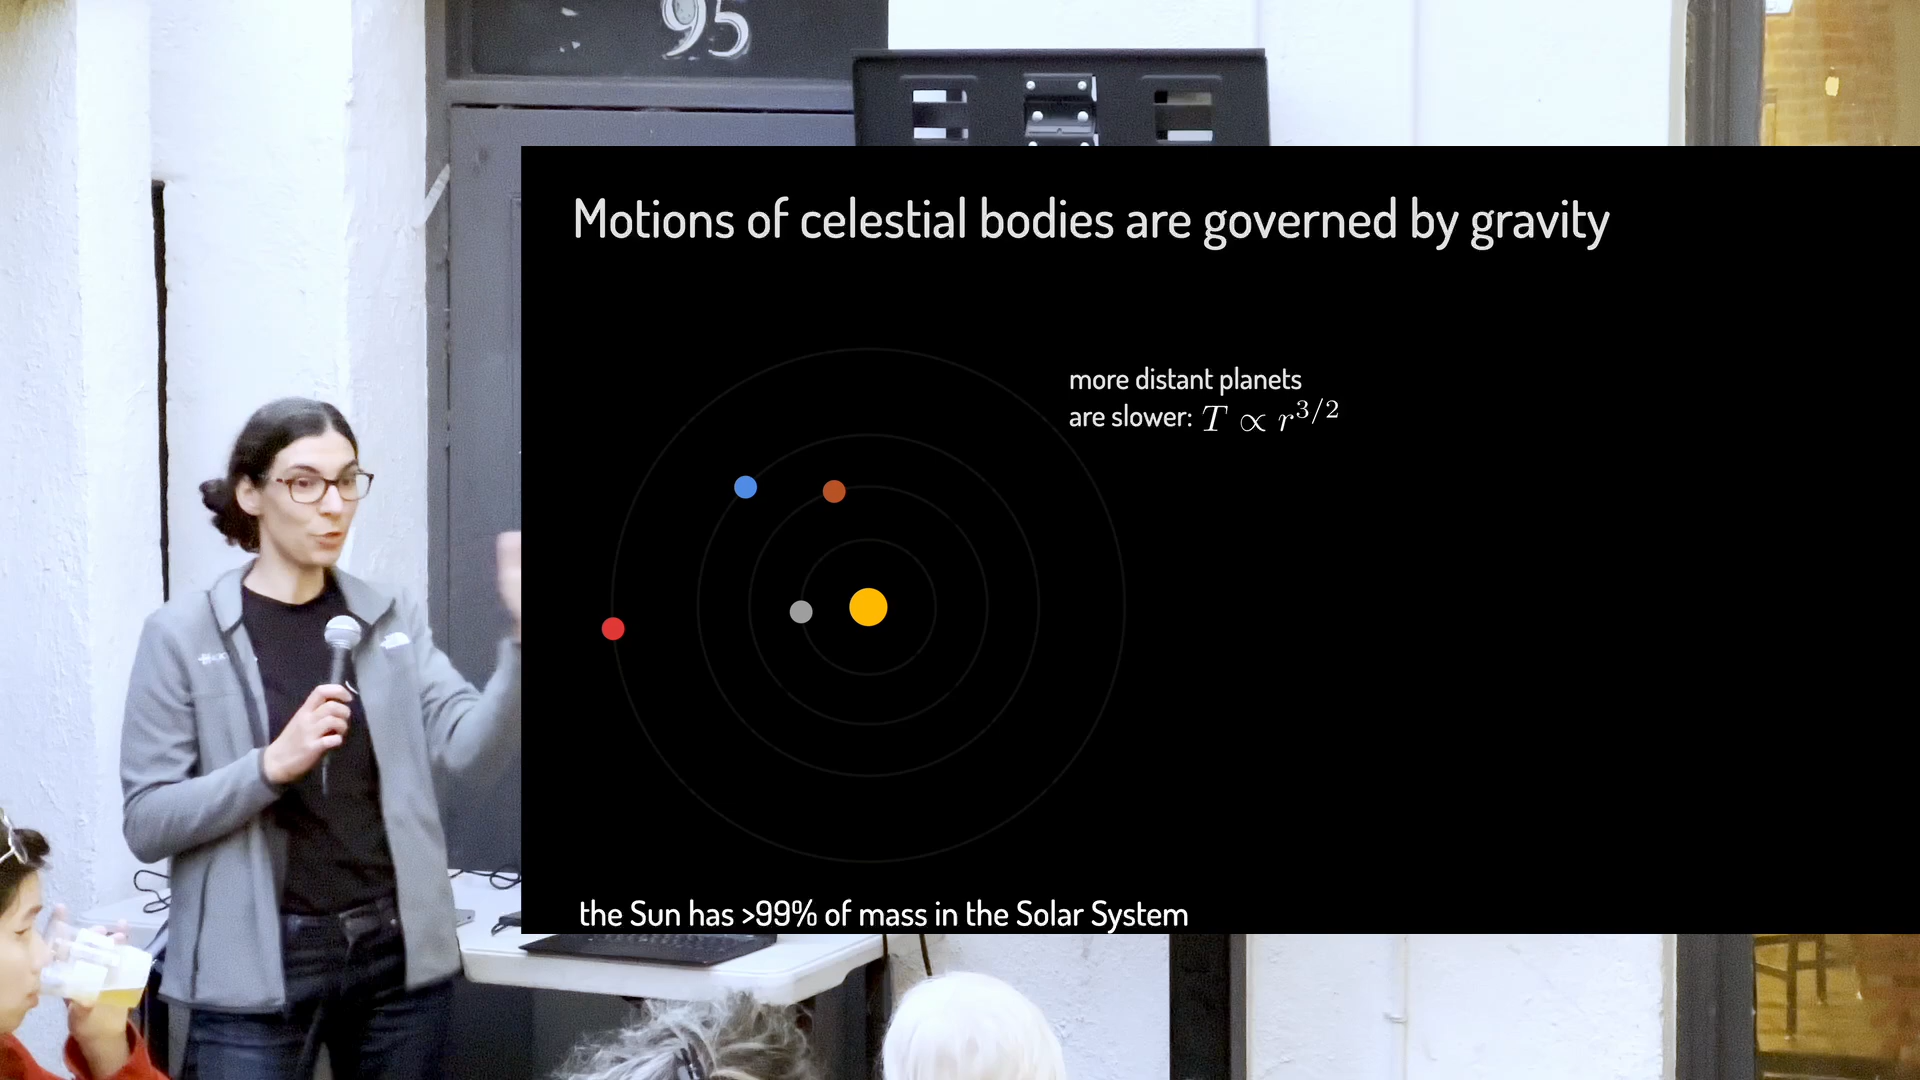 95
Motions of celestial bodies are governed by gravity
more distant planets
are slower: T ∝ r^{3/2}
the Sun has >99% of mass in the Solar System